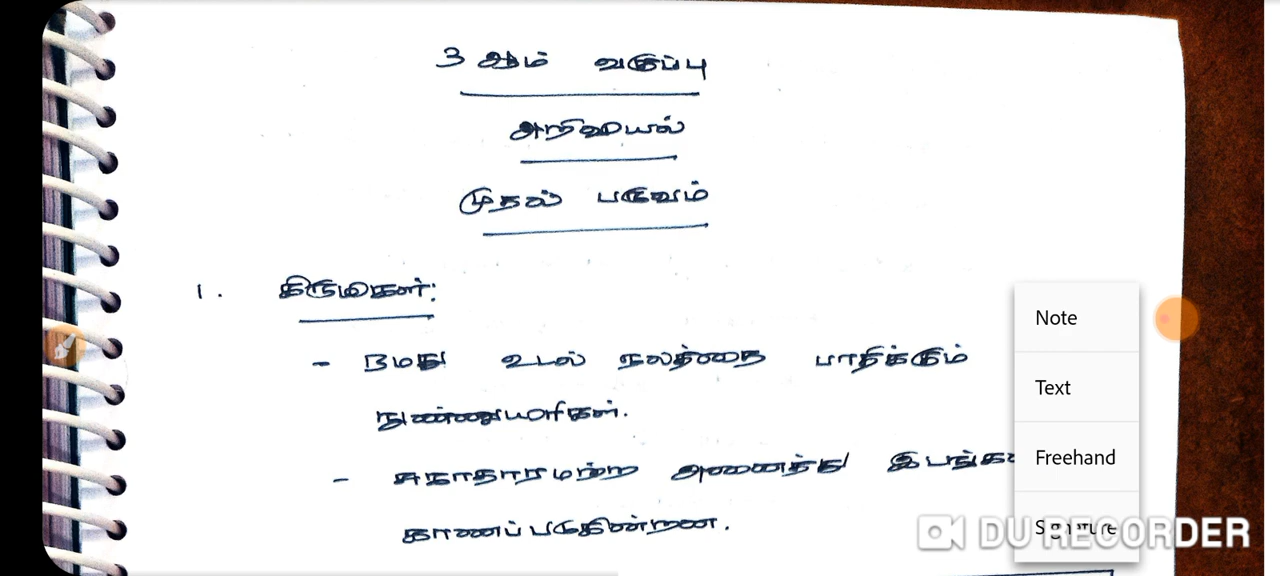 3 ஆம் வகுப்பு
அறிவியல்
முதல் பருவம்
1. கிருமிகள்:
- நமது உடல் நலத்தை பாதிக்கும்
நுண்ணுயிரிகள்.
- சுகாதாரமற்ற அனைத்து
காணப்படுகின்றன.
Note
Text
Freehand
Signature
DU RECORDER